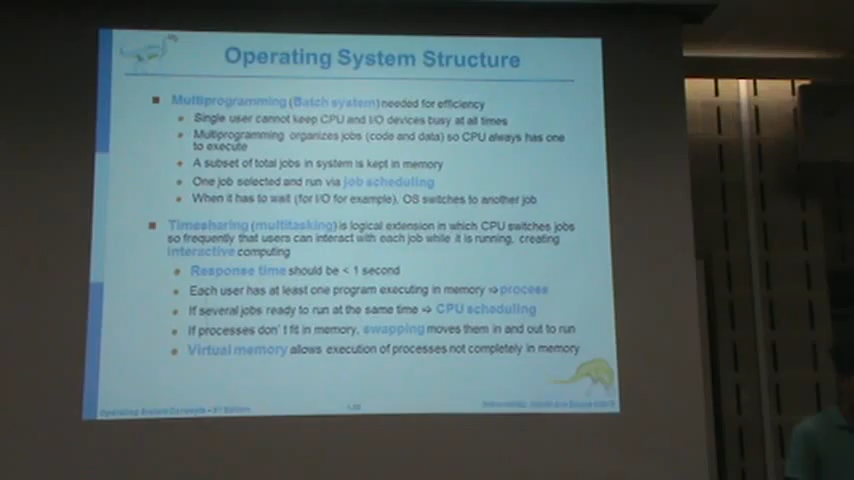 Operating System Structure
Multiprogramming (Batch system) needed for efficiency
Single user cannot keep CPU and I/O devices busy at all times
Multiprogramming organizes jobs (code and data) so CPU always has one
to execute
A subset of total jobs in system is kept in memory
One job selected and run via job scheduling
When it has to wait (for I/O for example), OS switches to another job
Timesharing (multitasking) is logical extension in which CPU switches jobs
so frequently that users can interact with each job while it is running, creating
interactive computing
Response time should be < 1 second
Each user has at least one program executing in memory ⇨ process
If several jobs ready to run at the same time ⇨ CPU scheduling
If processes don't fit in memory, swapping moves them in and out to run
Virtual memory allows execution of processes not completely in memory
Operating System Concepts – Edition